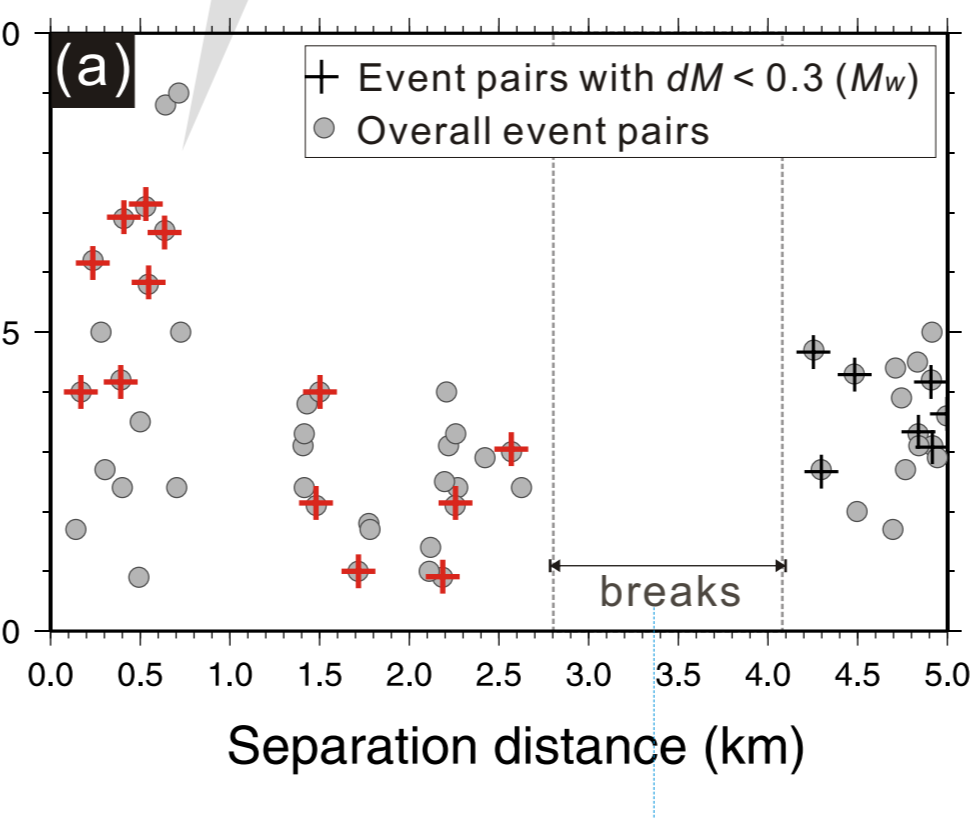 (a)
Event pairs with dM < 0.3 (Mw)
Overall event pairs
0
5
0
breaks
0.0 0.5 1.0 1.5 2.0 2.5 3.0 3.5 4.0 4.5 5.0
Separation distance (km)